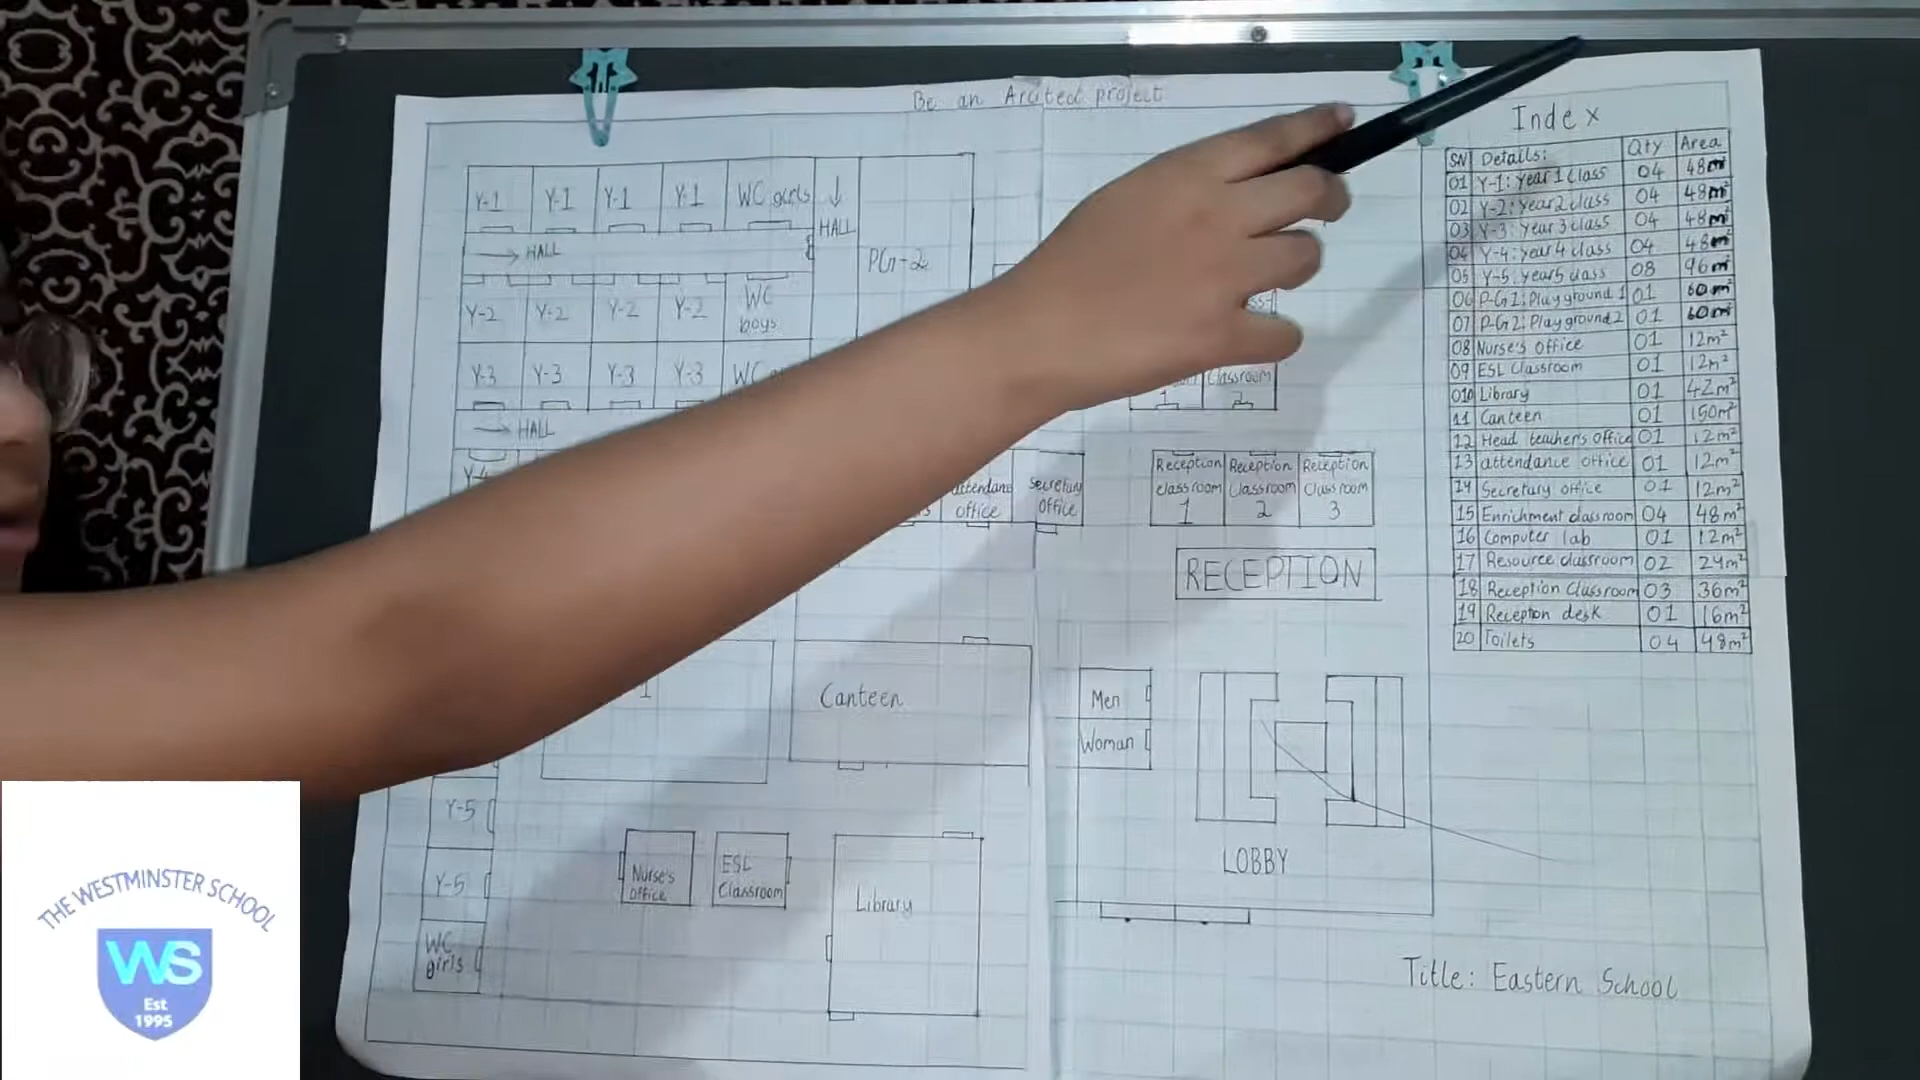 Be an Arcitect project
Y-1 Y-1 Y-1 Y-1 WC girls
HALL
HALL
PG-2
Y-2 Y-2 Y-2 Y-2 WC boys
Y-3 Y-3 Y-3 Y-3 WC
HALL
Y-4
attendance office
Secretary office
Classroom
1 2
Reception classroom 1
Reception Classroom 2
Reception Classroom 3
RECEPTION
1
Canteen
Men
Woman
Y-5
Y-5
WC girls
Nurse's office
ESL Classroom
Library
LOBBY
Index
SN Details: Qty Area
01 Y-1: Year 1 class 04 48m²
02 Y-2: Year 2 class 04 48m²
03 Y-3: Year 3 class 04 48m²
04 Y-4: Year 4 class 04 48m²
05 Y-5: Year 5 class 08 96m²
06 P-G1: Playground 1 01 60m²
07 P-G2: Playground 2 01 60m²
08 Nurse's office 01 12m²
09 ESL Classroom 01 12m²
010 Library 01 42m²
11 Canteen 01 150m²
12 Head teacher's office 01 12m²
13 attendance office 01 12m²
14 Secretary office 01 12m²
15 Enrichment classroom 04 48m²
16 Computer lab 01 12m²
17 Resource classroom 02 24m²
18 Reception Classroom 03 36m²
19 Reception desk 01 16m²
20 Toilets 04 48m²
Title: Eastern School
THE WESTMINSTER SCHOOL
WS
Est
1995